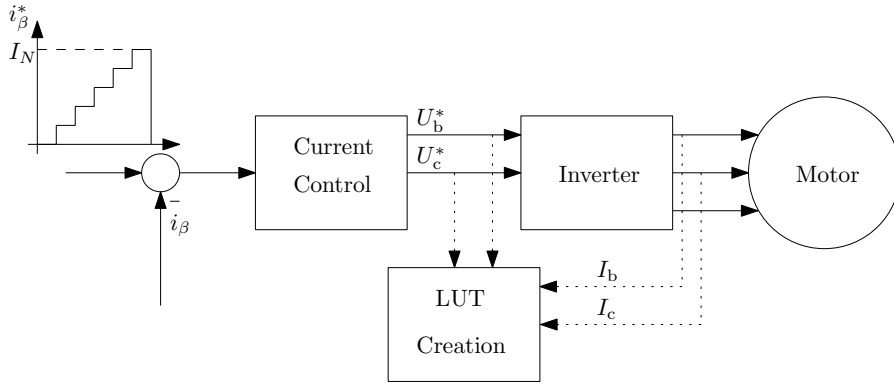 i*β
I_N
U*b
U*c
Current
Control
Inverter
Motor
-
iβ
LUT
Creation
I_b
I_c